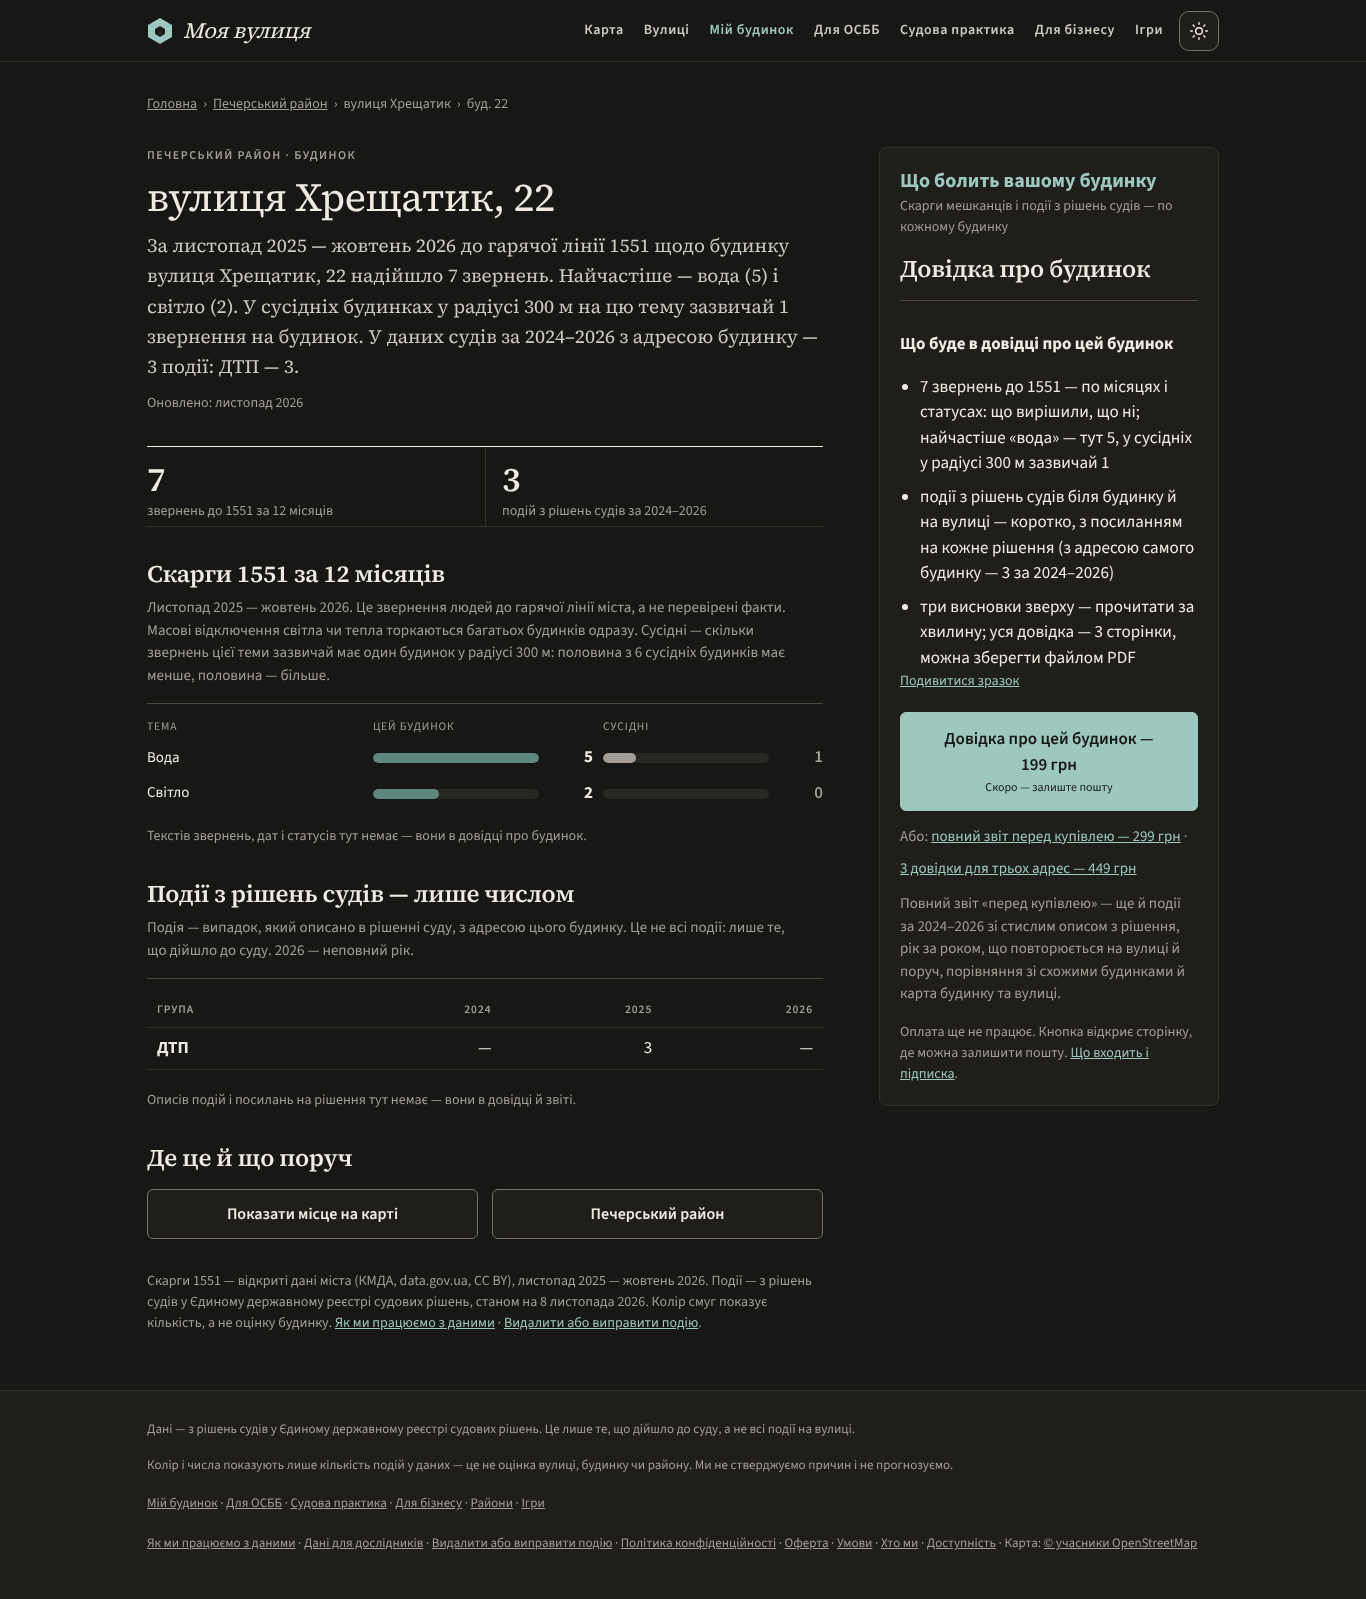 Моя вулиця
Карта Вулиці Мій будинок Для ОСББ Судова практика Для бізнесу Ігри
Головна › Печерський район › вулиця Хрещатик › буд. 22
ПЕЧЕРСЬКИЙ РАЙОН · БУДИНОК
вулиця Хрещатик, 22
За листопад 2025 — жовтень 2026 до гарячої лінії 1551 щодо будинку
вулиця Хрещатик, 22 надійшло 7 звернень. Найчастіше — вода (5) і
світло (2). У сусідніх будинках у радіусі 300 м на цю тему зазвичай 1
звернення на будинок. У даних судів за 2024–2026 з адресою будинку —
3 події: ДТП — 3.
Оновлено: листопад 2026
7
звернень до 1551 за 12 місяців
3
подій з рішень судів за 2024–2026
Скарги 1551 за 12 місяців
Листопад 2025 — жовтень 2026. Це звернення людей до гарячої лінії міста, а не перевірені факти.
Масові відключення світла чи тепла торкаються багатьох будинків одразу. Сусідні — скільки
звернень цієї теми зазвичай має один будинок у радіусі 300 м: половина з 6 сусідніх будинків має
менше, половина — більше.
ТЕМА ЦЕЙ БУДИНОК СУСІДНІ
Вода 5 1
Світло 2 0
Текстів звернень, дат і статусів тут немає — вони в довідці про будинок.
Події з рішень судів — лише числом
Подія — випадок, який описано в рішенні суду, з адресою цього будинку. Це не всі події: лише те,
що дійшло до суду. 2026 — неповний рік.
ГРУПА 2024 2025 2026
ДТП — 3 —
Описів подій і посилань на рішення тут немає — вони в довідці й звіті.
Де це й що поруч
Показати місце на карті
Печерський район
Скарги 1551 — відкриті дані міста (КМДА, data.gov.ua, CC BY), листопад 2025 — жовтень 2026. Події — з рішень
судів у Єдиному державному реєстрі судових рішень, станом на 8 листопада 2026. Колір смуг показує
кількість, а не оцінку будинку. Як ми працюємо з даними · Видалити або виправити подію.
Що болить вашому будинку
Скарги мешканців і події з рішень судів — по
кожному будинку
Довідка про будинок
Що буде в довідці про цей будинок
• 7 звернень до 1551 — по місяцях і
статусах: що вирішили, що ні;
найчастіше «вода» — тут 5, у сусідніх
у радіусі 300 м зазвичай 1
• події з рішень судів біля будинку й
на вулиці — коротко, з посиланням
на кожне рішення (з адресою самого
будинку — 3 за 2024–2026)
• три висновки зверху — прочитати за
хвилину; уся довідка — 3 сторінки,
можна зберегти файлом PDF
Подивитися зразок
Довідка про цей будинок —
199 грн
Скоро — залиште пошту
Або: повний звіт перед купівлею — 299 грн ·
3 довідки для трьох адрес — 449 грн
Повний звіт «перед купівлею» — ще й події
за 2024–2026 зі стислим описом з рішення,
рік за роком, що повторюється на вулиці й
поруч, порівняння зі схожими будинками й
карта будинку та вулиці.
Оплата ще не працює. Кнопка відкриє сторінку,
де можна залишити пошту. Що входить і
підписка.
Дані — з рішень судів у Єдиному державному реєстрі судових рішень. Це лише те, що дійшло до суду, а не всі події на вулиці.
Колір і числа показують лише кількість подій у даних — це не оцінка вулиці, будинку чи району. Ми не стверджуємо причин і не прогнозуємо.
Мій будинок · Для ОСББ · Судова практика · Для бізнесу · Райони · Ігри
Як ми працюємо з даними · Дані для дослідників · Видалити або виправити подію · Політика конфіденційності · Оферта · Умови · Хто ми · Доступність · Карта: © учасники OpenStreetMap